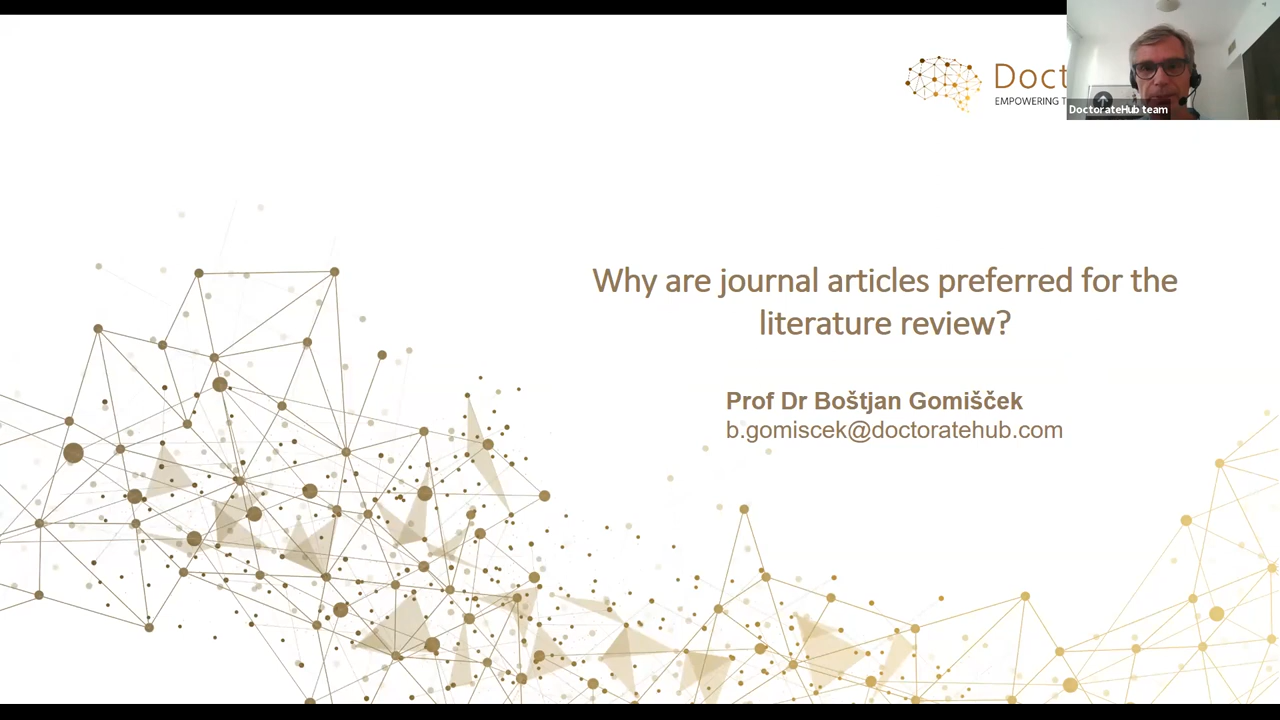 Doct
EMPOWERING T
DoctorateHub team
Why are journal articles preferred for the
literature review?
Prof Dr Boštjan Gomišček
b.gomiscek@doctoratehub.com